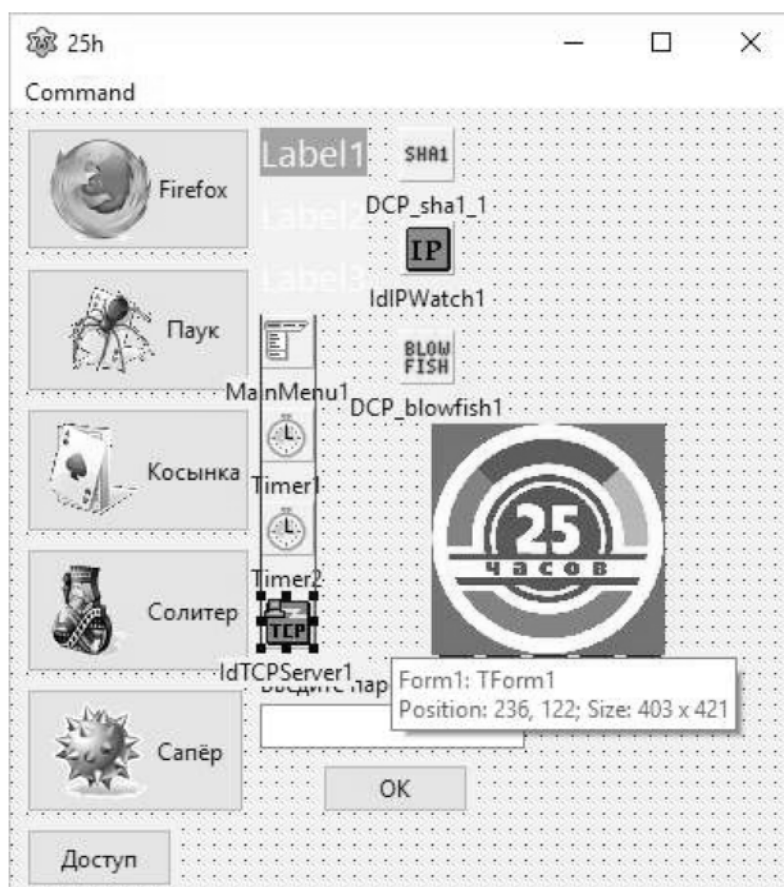 25h
Command
Firefox
Паук
Косынка
Солитер
Сапёр
Доступ
Label1
Label2
Label3
MainMenu1
Timer1
Timer2
TCP
IdTCPServer1
SHA1
DCP_sha1_1
IP
IdIPWatch1
BLOW
FISH
DCP_blowfish1
25
часов
Form1: TForm1
Position: 236, 122; Size: 403 x 421
OK